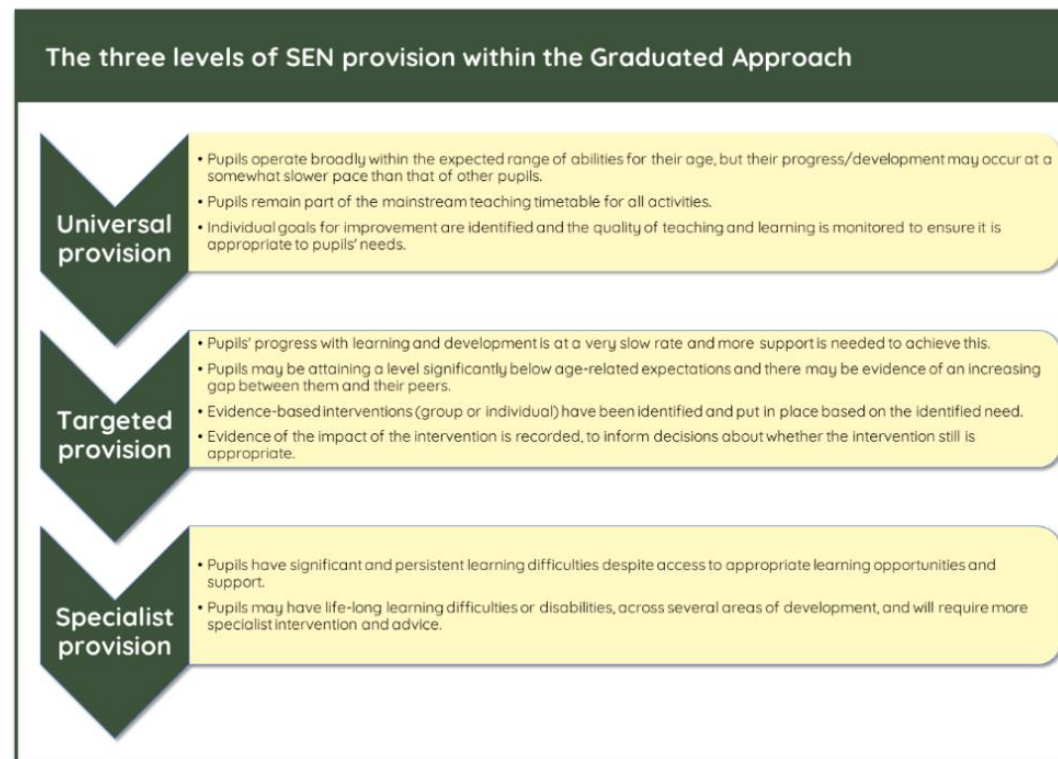 The three levels of SEN provision within the Graduated Approach
Universal
provision
• Pupils operate broadly within the expected range of abilities for their age, but their progress/development may occur at a
somewhat slower pace than that of other pupils.
• Pupils remain part of the mainstream teaching timetable for all activities.
• Individual goals for improvement are identified and the quality of teaching and learning is monitored to ensure it is
appropriate to pupils' needs.
Targeted
provision
• Pupils' progress with learning and development is at a very slow rate and more support is needed to achieve this.
• Pupils may be attaining a level significantly below age-related expectations and there may be evidence of an increasing
gap between them and their peers.
• Evidence-based interventions (group or individual) have been identified and put in place based on the identified need.
• Evidence of the impact of the intervention is recorded, to inform decisions about whether the intervention still is
appropriate.
Specialist
provision
• Pupils have significant and persistent learning difficulties despite access to appropriate learning opportunities and
support.
• Pupils may have life-long learning difficulties or disabilities, across several areas of development, and will require more
specialist intervention and advice.